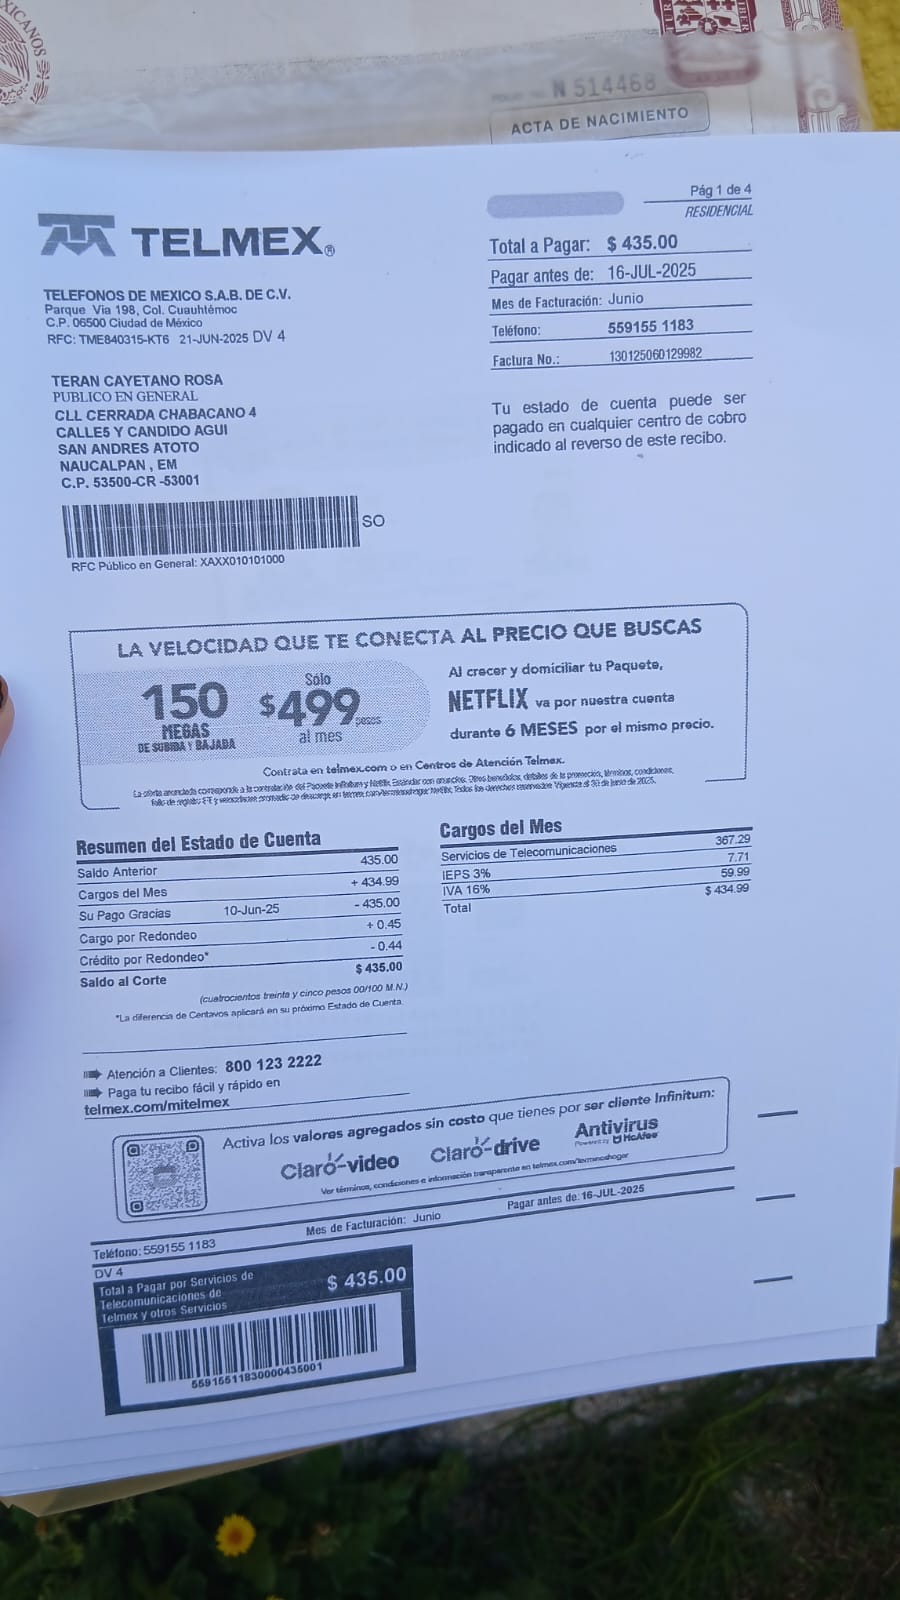 XICANOS
N 514468
ACTA DE NACIMIENTO
Pág 1 de 4
RESIDENCIAL
TELMEX®
Total a Pagar: $ 435.00
Pagar antes de: 16-JUL-2025
Mes de Facturación: Junio
Teléfono: 559155 1183
Factura No.: 130125060129982
TELEFONOS DE MEXICO S.A.B. DE C.V.
Parque Via 198, Col. Cuauhtémoc
C.P. 06500 Ciudad de México
RFC: TME840315-KT6 21-JUN-2025 DV 4
TERAN CAYETANO ROSA
PUBLICO EN GENERAL
CLL CERRADA CHABACANO 4
CALLE5 Y CANDIDO AGUI
SAN ANDRES ATOTO
NAUCALPAN , EM
C.P. 53500-CR -53001
Tu estado de cuenta puede ser
pagado en cualquier centro de cobro
indicado al reverso de este recibo.
SO
RFC Público en General: XAXX010101000
LA VELOCIDAD QUE TE CONECTA AL PRECIO QUE BUSCAS
150
MEGAS
DE SUBIDA Y BAJADA
Sólo
$499 pesos
al mes
Al crecer y domiciliar tu Paquete,
NETFLIX va por nuestra cuenta
durante 6 MESES por el mismo precio.
Contrata en telmex.com o en Centros de Atención Telmex.
Resumen del Estado de Cuenta
Saldo Anterior 435.00
Cargos del Mes + 434.99
Su Pago Gracias 10-Jun-25 - 435.00
Cargo por Redondeo + 0.45
Crédito por Redondeo* - 0.44
Saldo al Corte $ 435.00
(cuatrocientos treinta y cinco pesos 00/100 M.N.)
*La diferencia de Centavos aplicará en su próximo Estado de Cuenta.
Cargos del Mes
Servicios de Telecomunicaciones 367.29
IEPS 3% 7.71
IVA 16% 59.99
Total $ 434.99
Atención a Clientes: 800 123 2222
Paga tu recibo fácil y rápido en
telmex.com/mitelmex
Activa los valores agregados sin costo que tienes por ser cliente Infinitum:
Claro-video Claro-drive Antivirus
Powered by McAfee
Ver términos, condiciones e información transparente en telmex.com/terminoshogar
Teléfono: 559155 1183 Mes de Facturación: Junio Pagar antes de: 16-JUL-2025
DV 4
Total a Pagar por Servicios de
Telecomunicaciones de
Telmex y otros Servicios
$ 435.00
55915511830000435001